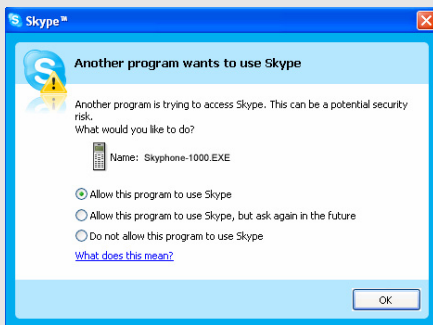 Skype™
Another program wants to use Skype
Another program is trying to access Skype. This can be a potential security
risk.
What would you like to do?
Name: Skyphone-1000.EXE
Allow this program to use Skype
Allow this program to use Skype, but ask again in the future
Do not allow this program to use Skype
What does this mean?
OK